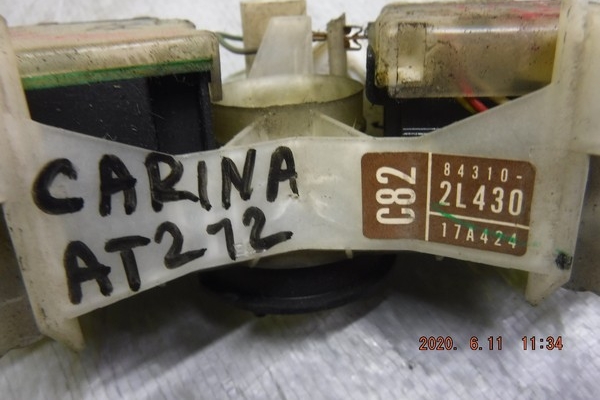 CARINA
AT212
C82
84310-
2L430
17A424
2020. 6.11 11:34